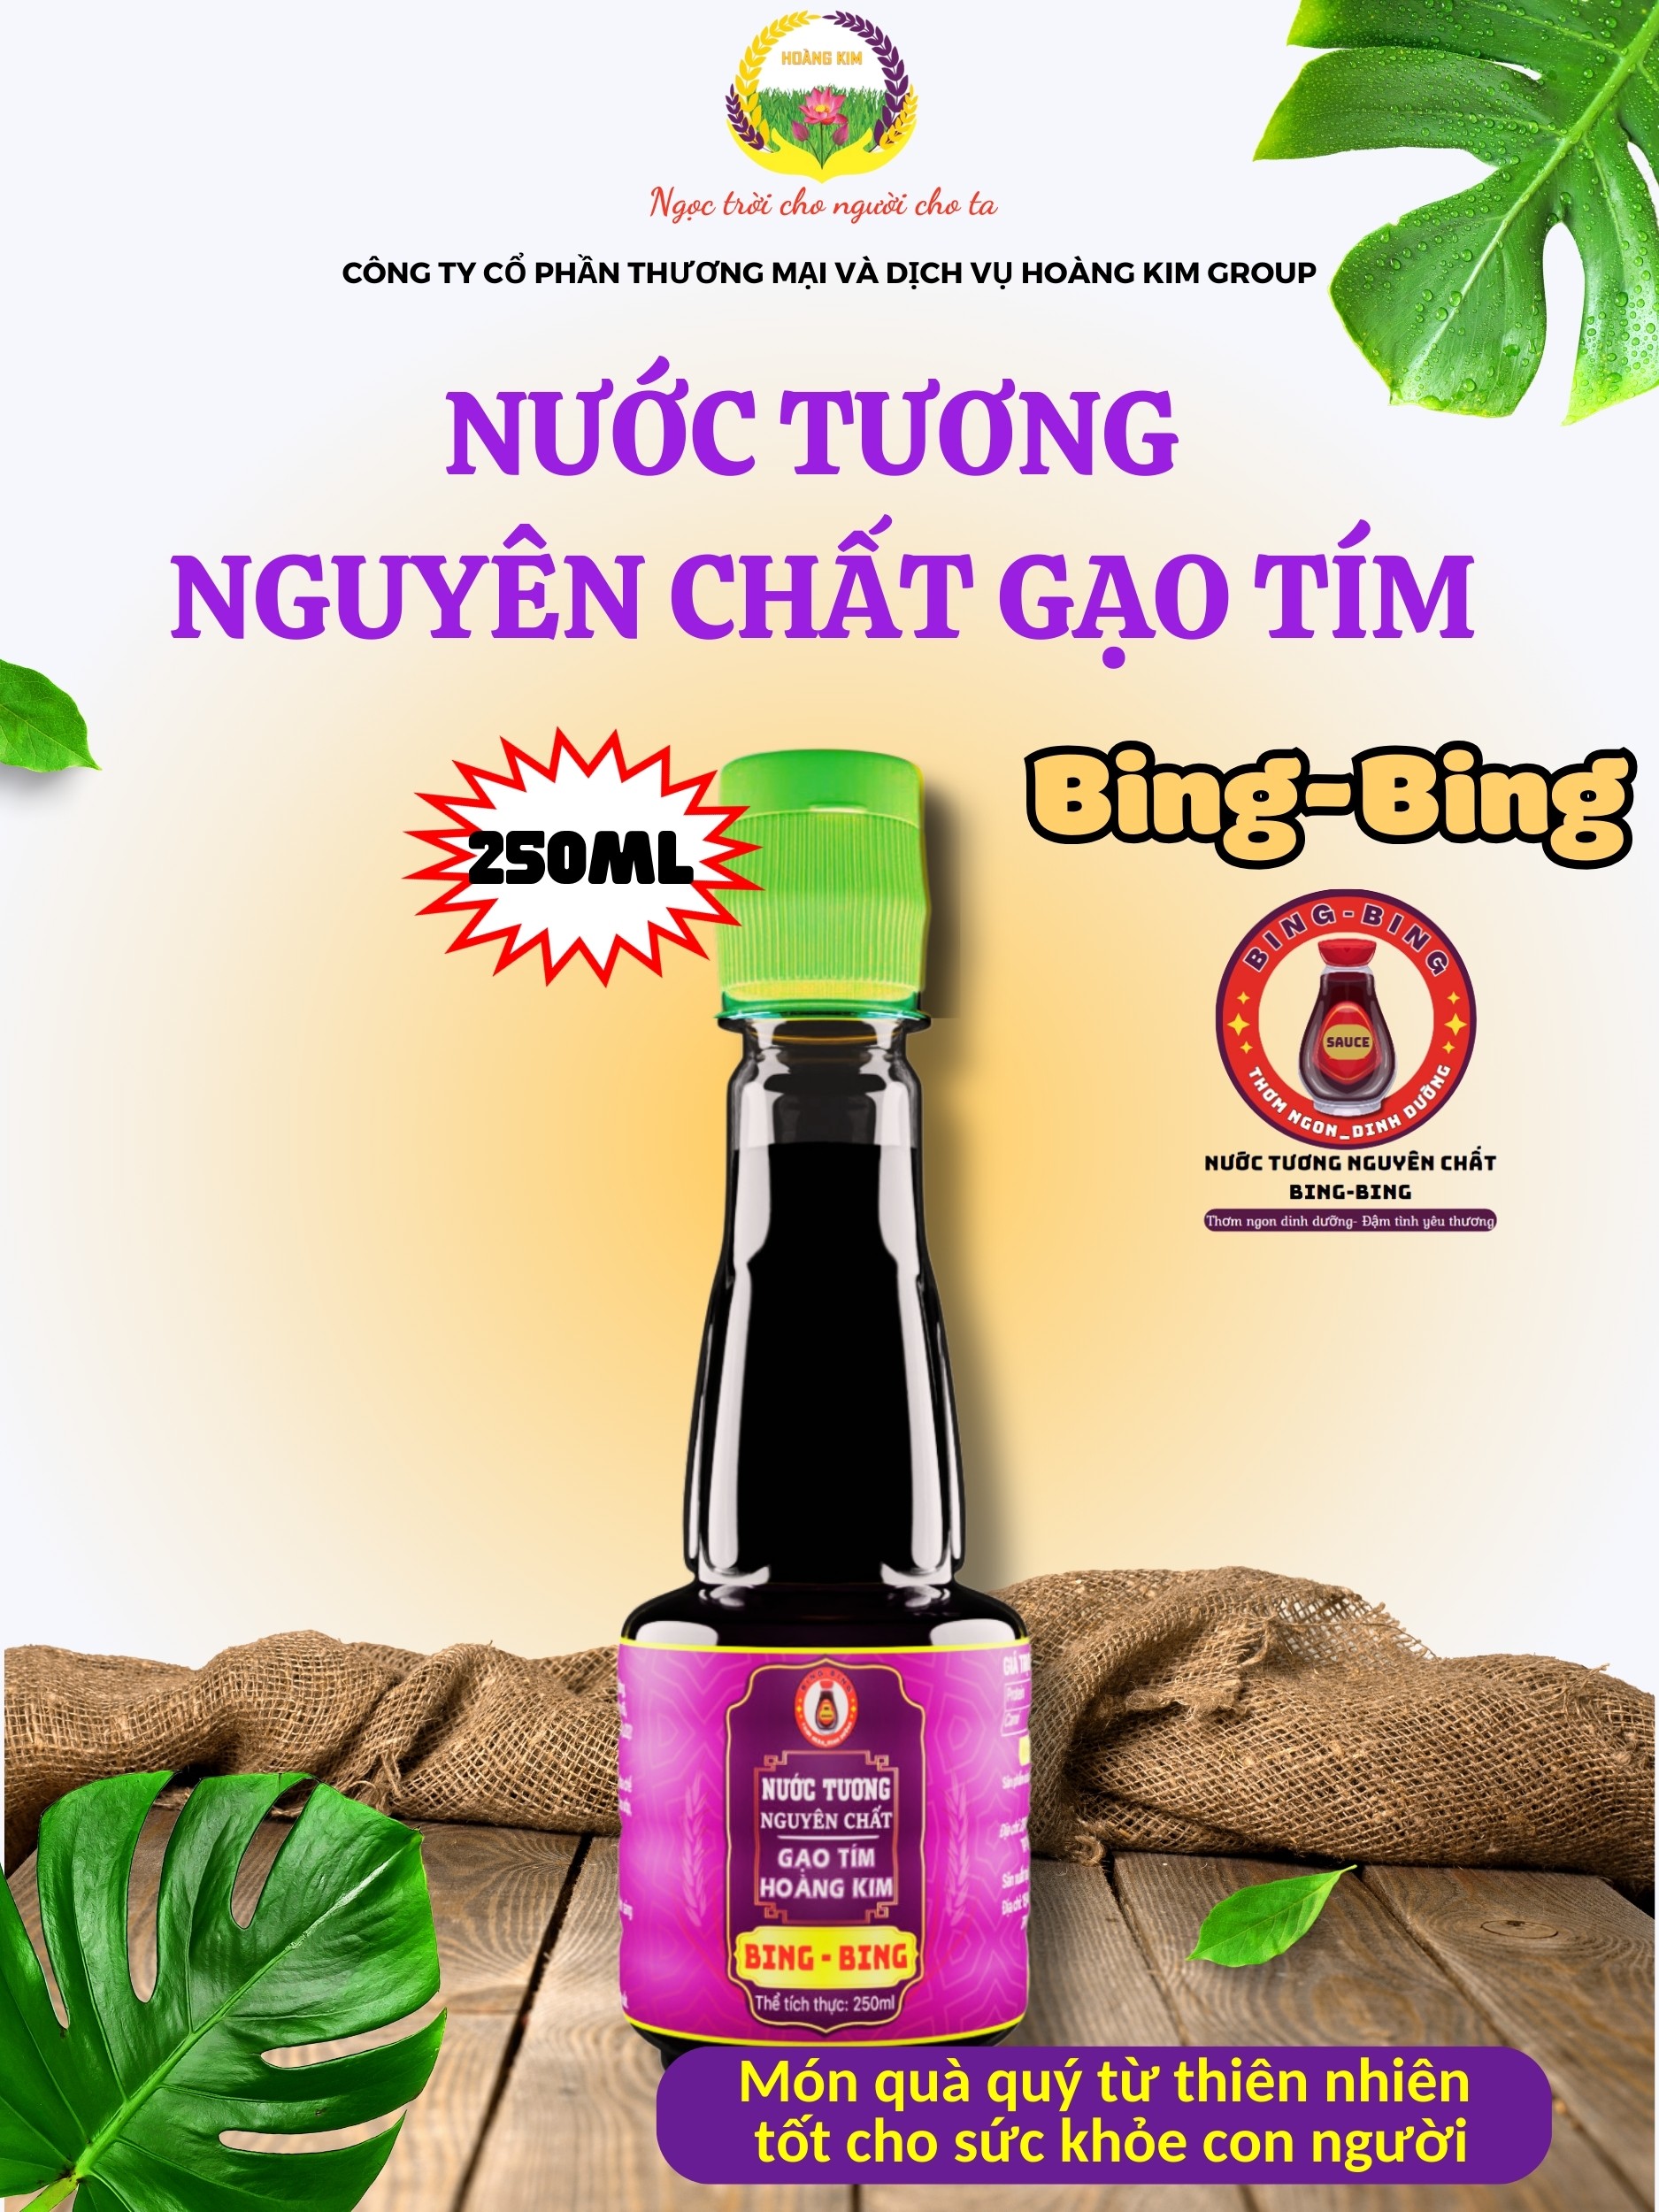 HOÀNG KIM
Ngọc trời cho người cho ta
CÔNG TY CỔ PHẦN THƯƠNG MẠI VÀ DỊCH VỤ HOÀNG KIM GROUP
NƯỚC TƯƠNG
NGUYÊN CHẤT GẠO TÍM
250ML
Bing-Bing
BING-BING
SAUCE
THƠM NGON_DINH DƯỠNG
NƯỚC TƯƠNG NGUYÊN CHẤT
BING-BING
Thơm ngon dinh dưỡng- Đậm tình yêu thương
NƯỚC TƯƠNG
NGUYÊN CHẤT
GẠO TÍM
HOÀNG KIM
BING - BING
Thể tích thực: 250ml
Protein
Món quà quý từ thiên nhiên
tốt cho sức khỏe con người